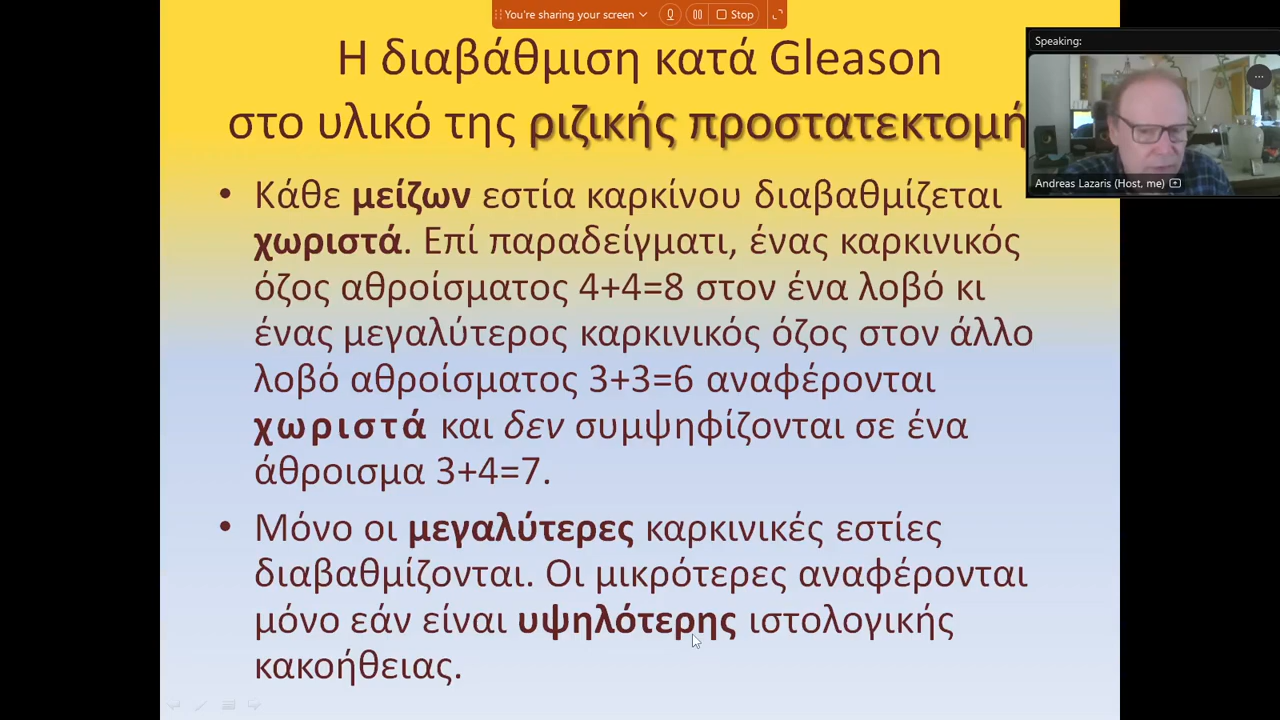 You're sharing your screen
Stop
Speaking:
Andreas Lazaris (Host, me)
Η διαβάθμιση κατά Gleason
στο υλικό της ριζικής προστατεκτομή
• Κάθε μείζων εστία καρκίνου διαβαθμίζεται
χωριστά. Επί παραδείγματι, ένας καρκινικός
όζος αθροίσματος 4+4=8 στον ένα λοβό κι
ένας μεγαλύτερος καρκινικός όζος στον άλλο
λοβό αθροίσματος 3+3=6 αναφέρονται
χωριστά και δεν συμψηφίζονται σε ένα
άθροισμα 3+4=7.
• Μόνο οι μεγαλύτερες καρκινικές εστίες
διαβαθμίζονται. Οι μικρότερες αναφέρονται
μόνο εάν είναι υψηλότερης ιστολογικής
κακοήθειας.